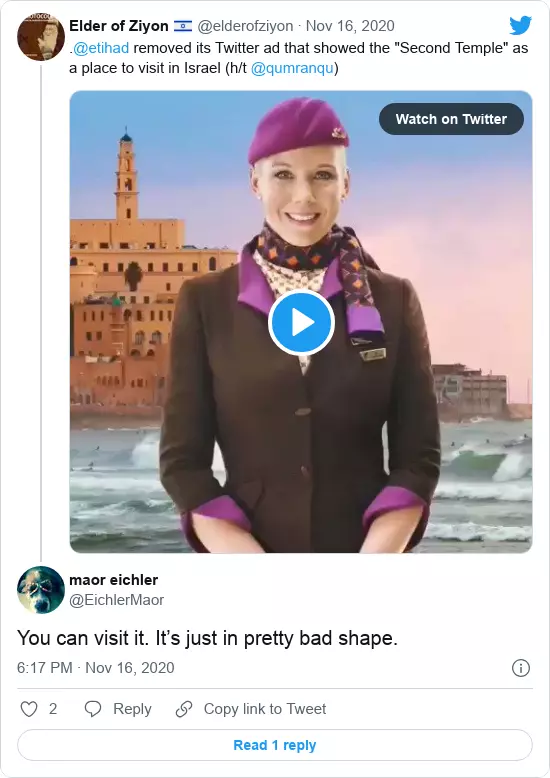 Elder of Ziyon 🇮🇱 @elderofziyon · Nov 16, 2020
.@etihad removed its Twitter ad that showed the "Second Temple" as
a place to visit in Israel (h/t @qumranqu)
Watch on Twitter
maor eichler
@EichlerMaor
You can visit it. It’s just in pretty bad shape.
6:17 PM · Nov 16, 2020
2 Reply Copy link to Tweet
Read 1 reply